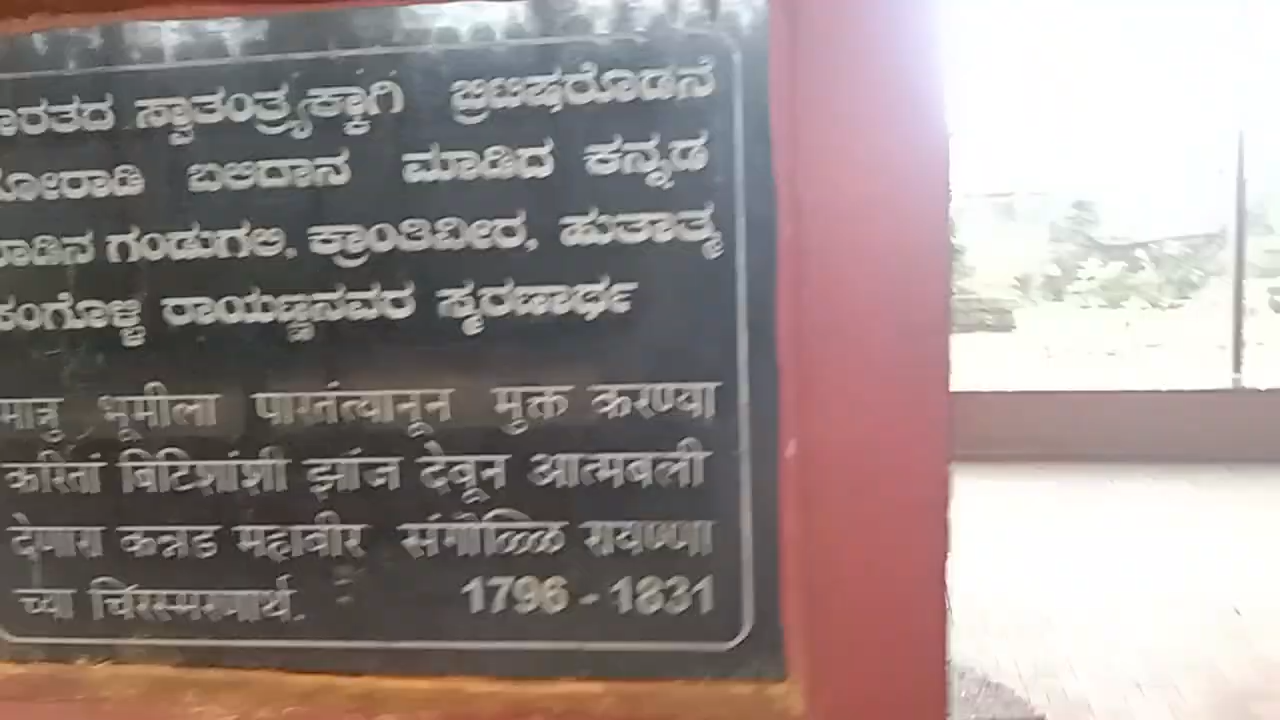 ಾರತದ ಸ್ವಾತಂತ್ರ್ಯಕ್ಕಾಗಿ ಬ್ರಿಟಿಷರೊಡನೆ
ೋರಾಡಿ ಬಲಿದಾನ ಮಾಡಿದ ಕನ್ನಡ
ಾಡಿನ ಗಂಡುಗಲಿ, ಕ್ರಾಂತಿವೀರ, ಹುತಾತ್ಮ
ಸಂಗೊಳ್ಳಿ ರಾಯಣ್ಣನವರ ಸ್ಮರಣಾರ್ಥ
मातृ भूमीला पारतंत्र्यातून मुक्त करण्या
करितां ब्रिटिशांशी झुांज देवून आत्मबली
देणारा कन्नड महावीर संगोळ्ळि रायण्णा
च्या चिरस्मरणार्थ.
1796 - 1831